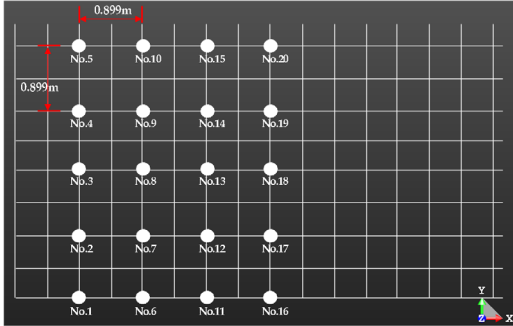 0.899m
No.5 No.10 No.15 No.20
0.899m
No.4 No.9 No.14 No.19
No.3 No.8 No.13 No.18
No.2 No.7 No.12 No.17
No.1 No.6 No.11 No.16
Y
Z X